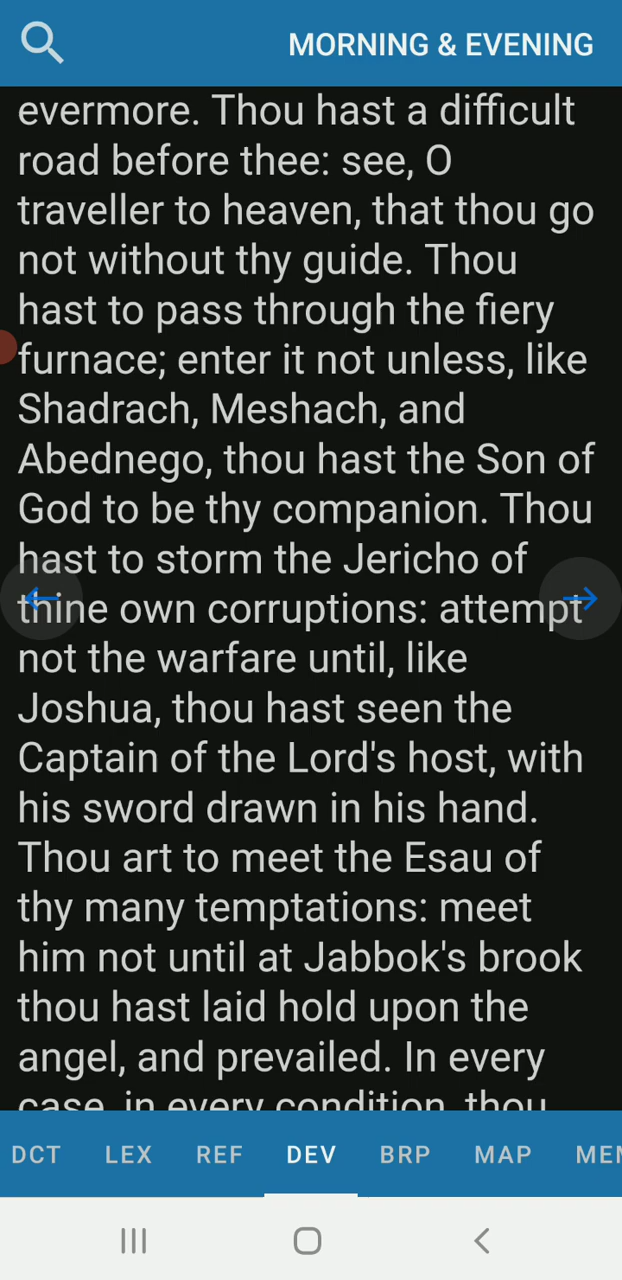 MORNING & EVENING
evermore. Thou hast a difficult
road before thee: see, O
traveller to heaven, that thou go
not without thy guide. Thou
hast to pass through the fiery
furnace; enter it not unless, like
Shadrach, Meshach, and
Abednego, thou hast the Son of
God to be thy companion. Thou
hast to storm the Jericho of
thine own corruptions: attempt
not the warfare until, like
Joshua, thou hast seen the
Captain of the Lord's host, with
his sword drawn in his hand.
Thou art to meet the Esau of
thy many temptations: meet
him not until at Jabbok's brook
thou hast laid hold upon the
angel, and prevailed. In every
case, in every condition, thou
DCT LEX REF DEV BRP MAP